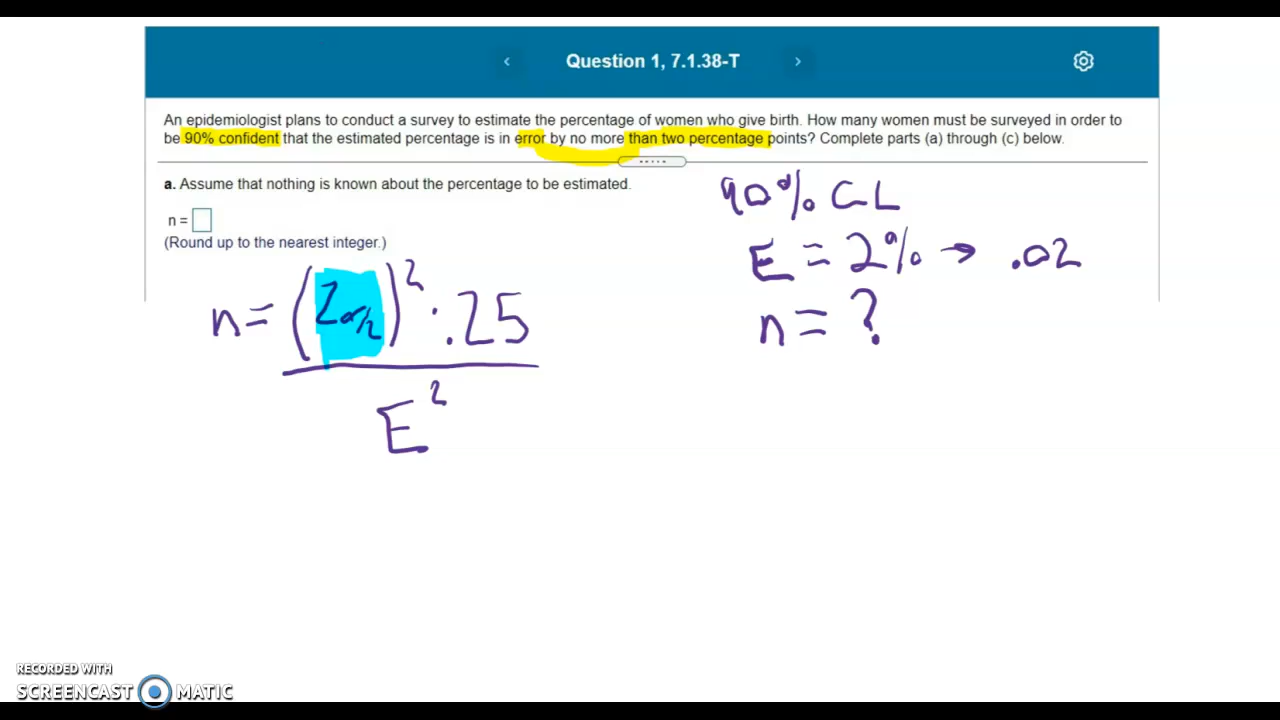 Question 1, 7.1.38-T
An epidemiologist plans to conduct a survey to estimate the percentage of women who give birth. How many women must be surveyed in order to
be 90% confident that the estimated percentage is in error by no more than two percentage points? Complete parts (a) through (c) below.
a. Assume that nothing is known about the percentage to be estimated.
n =
(Round up to the nearest integer.)
90% CL
E = 2% → .02
n = ?
n = (Zα/2)² · .25
E²
RECORDED WITH
SCREENCAST MATIC